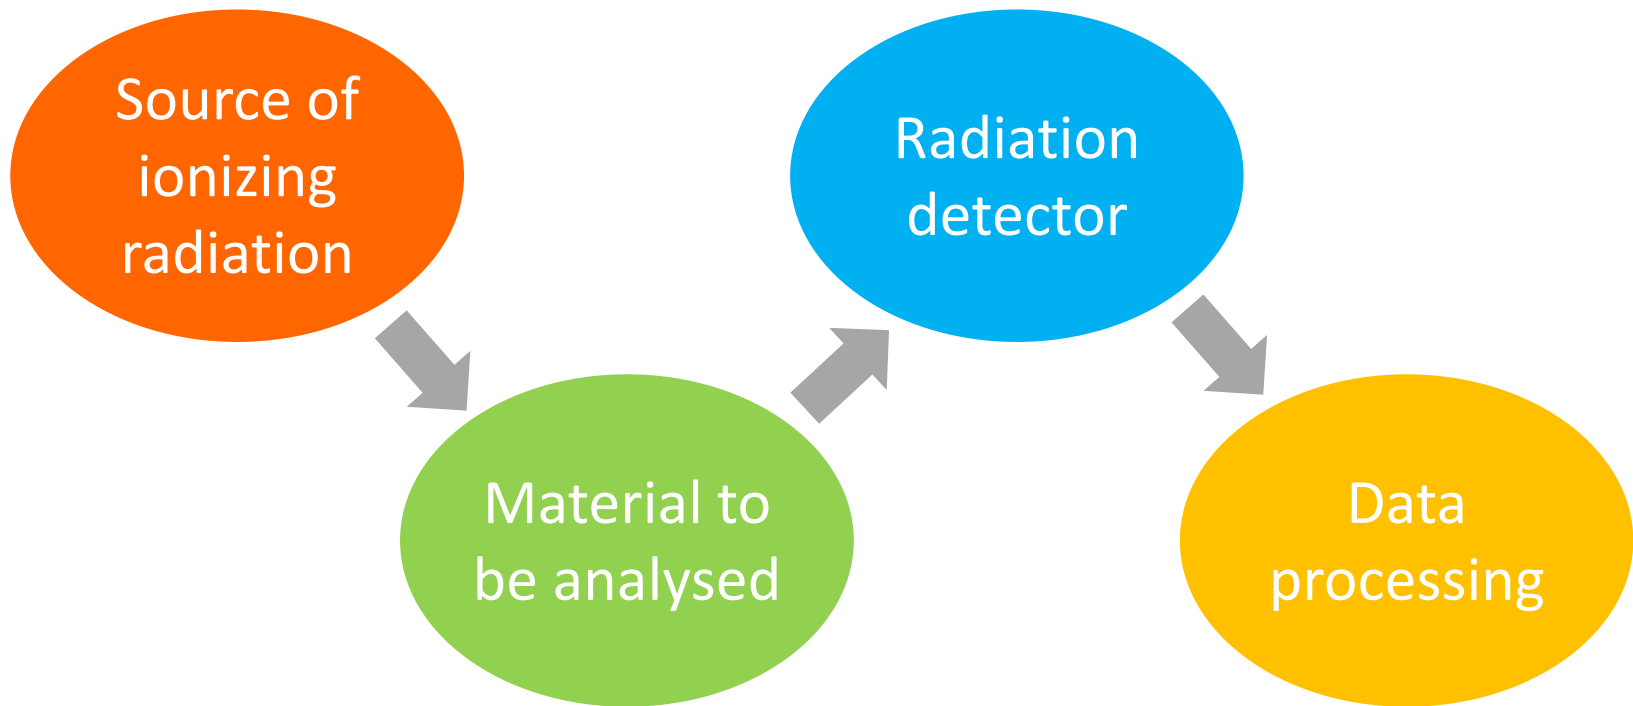 Source of
ionizing
radiation
Material to
be analysed
Radiation
detector
Data
processing